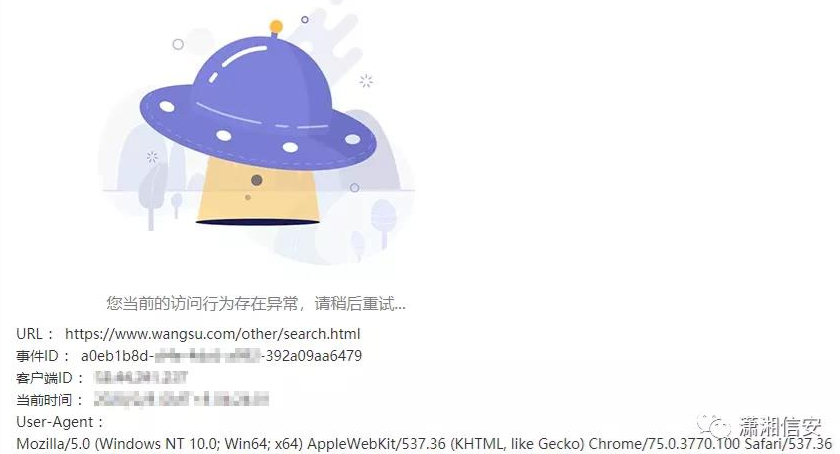 您当前的访问行为存在异常，请稍后重试...
URL： https://www.wangsu.com/other/search.html
事件ID： a0eb1b8d- -392a09aa6479
客户端ID：
当前时间：
User-Agent：
Mozilla/5.0 (Windows NT 10.0; Win64; x64) AppleWebKit/537.36 (KHTML, like Gecko) Chrome/75.0.3770.100 Safari/537.36
潇湘信安